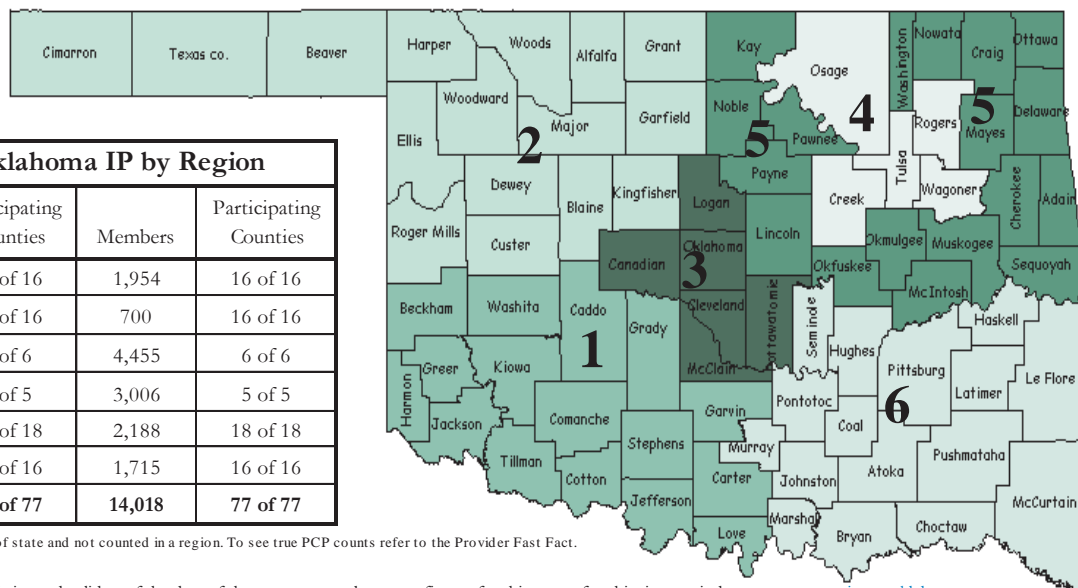 klahoma IP by Region
cipating
unties
Members
Participating
Counties
of 16 1,954 16 of 16
of 16 700 16 of 16
of 6 4,455 6 of 6
of 5 3,006 5 of 5
of 18 2,188 18 of 18
of 16 1,715 16 of 16
of 77 14,018 77 of 77
of state and not counted in a region. To see true PCP counts refer to the Provider Fast Fact.
Cimarron Texas co. Beaver Harper Woods Alfalfa Grant Kay Osage Washington Nowata Craig Ottawa
Woodward Ellis Major Garfield Noble Pawnee Rogers Mayes Delaware
2 5 4 5
Dewey Blaine Kingfisher Logan Payne Creek Tulsa Wagoner Cherokee Adair
Roger Mills Custer Canadian Oklahoma Lincoln Okfuskee Okmulgee Muskogee Sequoyah
3
Beckham Washita Caddo Grady Cleveland ottawatomie Seminole Hughes McIntosh Haskell
1
Harmon Greer Kiowa McClain Pontotoc Pittsburg Latimer Le Flore
6
Jackson Comanche Garvin Coal
Tillman Stephens Murray Atoka Pushmataha
Cotton Carter Johnston McCurtain
Jefferson Love Marshal Bryan Choctaw